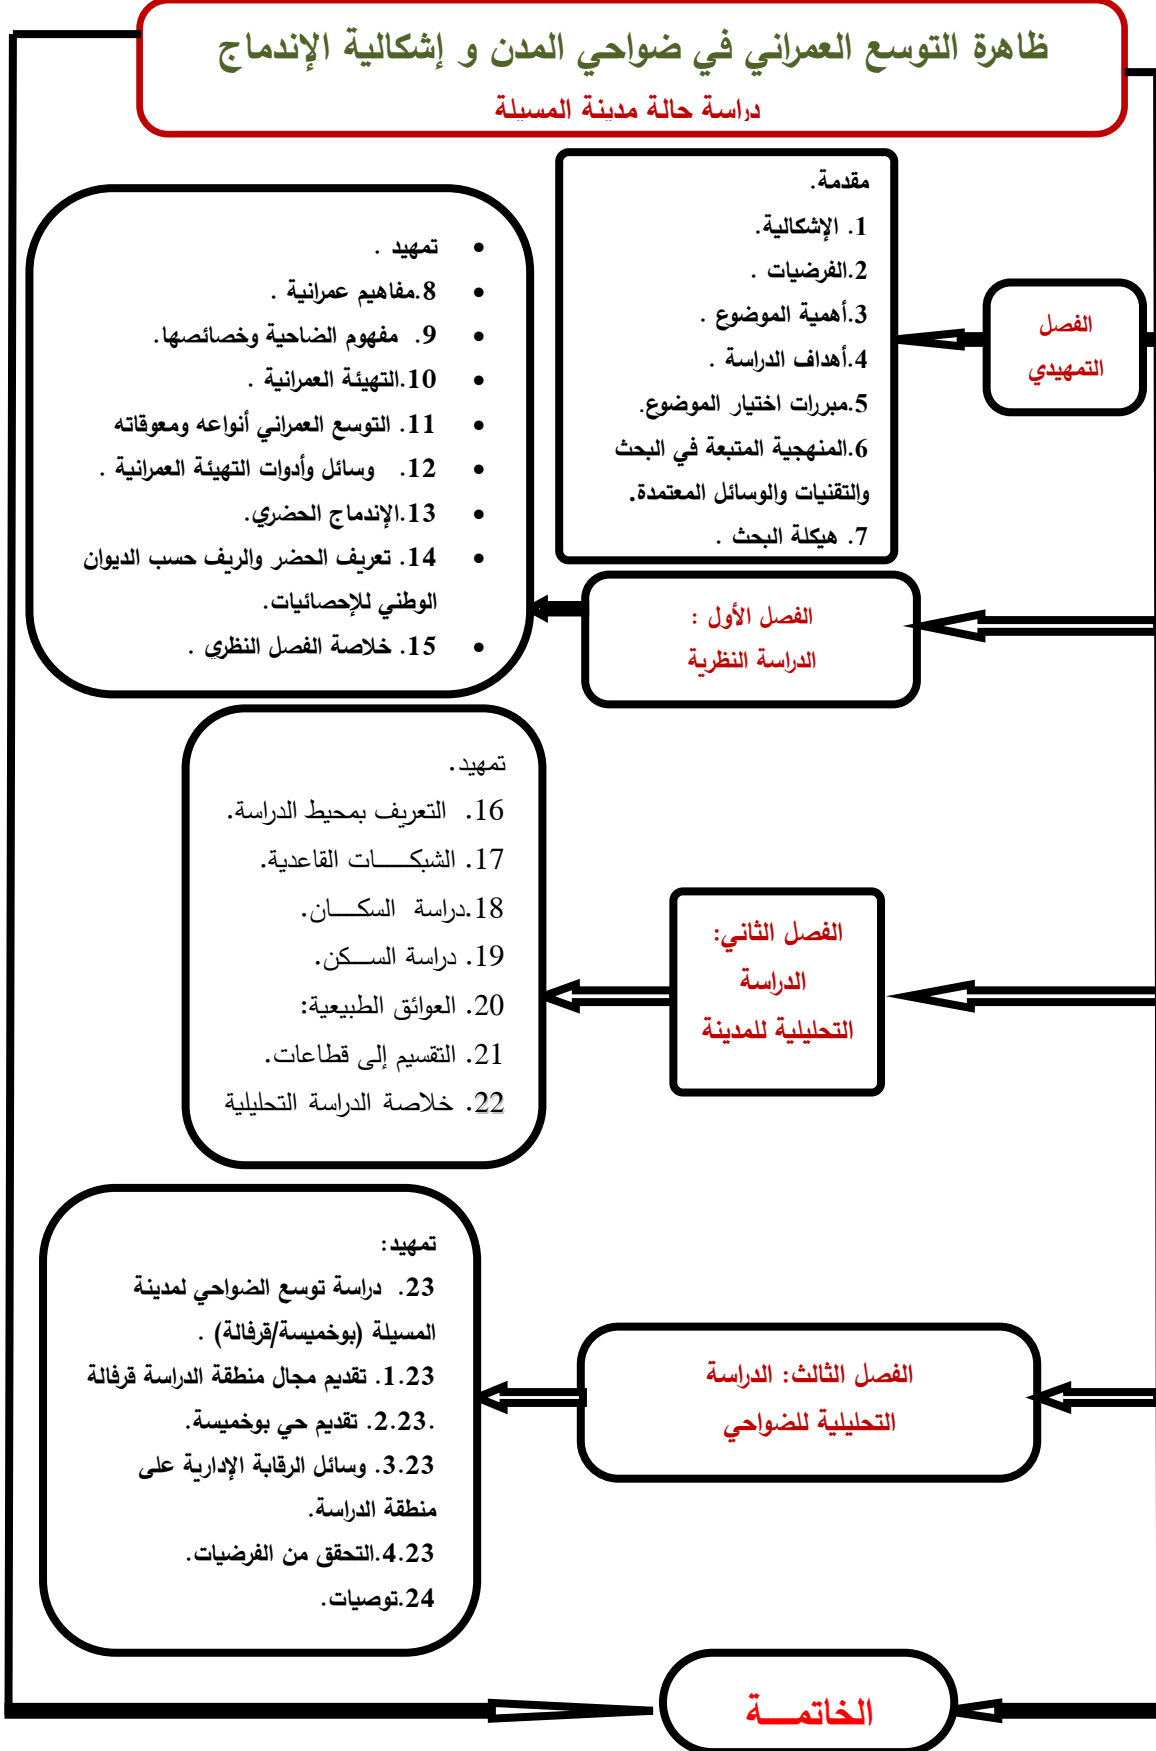 ظاهرة التوسع العمراني في ضواحي المدن و إشكالية الإندماج
دراسة حالة مدينة المسيلة
الفصل
التمهيدي
مقدمة.
1. الإشكالية.
2.الفرضيات .
3.أهمية الموضوع .
4.أهداف الدراسة .
5.مبررات اختيار الموضوع.
6.المنهجية المتبعة في البحث
والتقنيات والوسائل المعتمدة.
7. هيكلة البحث .
الفصل الأول :
الدراسة النظرية
• تمهيد .
• 8.مفاهيم عمرانية .
• 9. مفهوم الضاحية وخصائصها.
• 10.التهيئة العمرانية .
• 11. التوسع العمراني أنواعه ومعوقاته
• 12. وسائل وأدوات التهيئة العمرانية .
• 13.الإندماج الحضري.
• 14. تعريف الحضر والريف حسب الديوان
الوطني للإحصائيات.
• 15. خلاصة الفصل النظري .
الفصل الثاني:
الدراسة
التحليلية للمدينة
تمهيد.
16. التعريف بمحيط الدراسة.
17. الشبكـــــات القاعدية.
18.دراسة السكـــان.
19. دراسة الســـكن.
20. العوائق الطبيعية:
21. التقسيم إلى قطاعات.
22. خلاصة الدراسة التحليلية
الفصل الثالث: الدراسة
التحليلية للضواحي
تمهيد:
23. دراسة توسع الضواحي لمدينة
المسيلة (بوخميسة/قرفالة) .
1.23. تقديم مجال منطقة الدراسة قرفالة
.2.23. تقديم حي بوخميسة.
3.23. وسائل الرقابة الإدارية على
منطقة الدراسة.
4.23.التحقق من الفرضيات.
24.توصيات.
الخاتمـــة